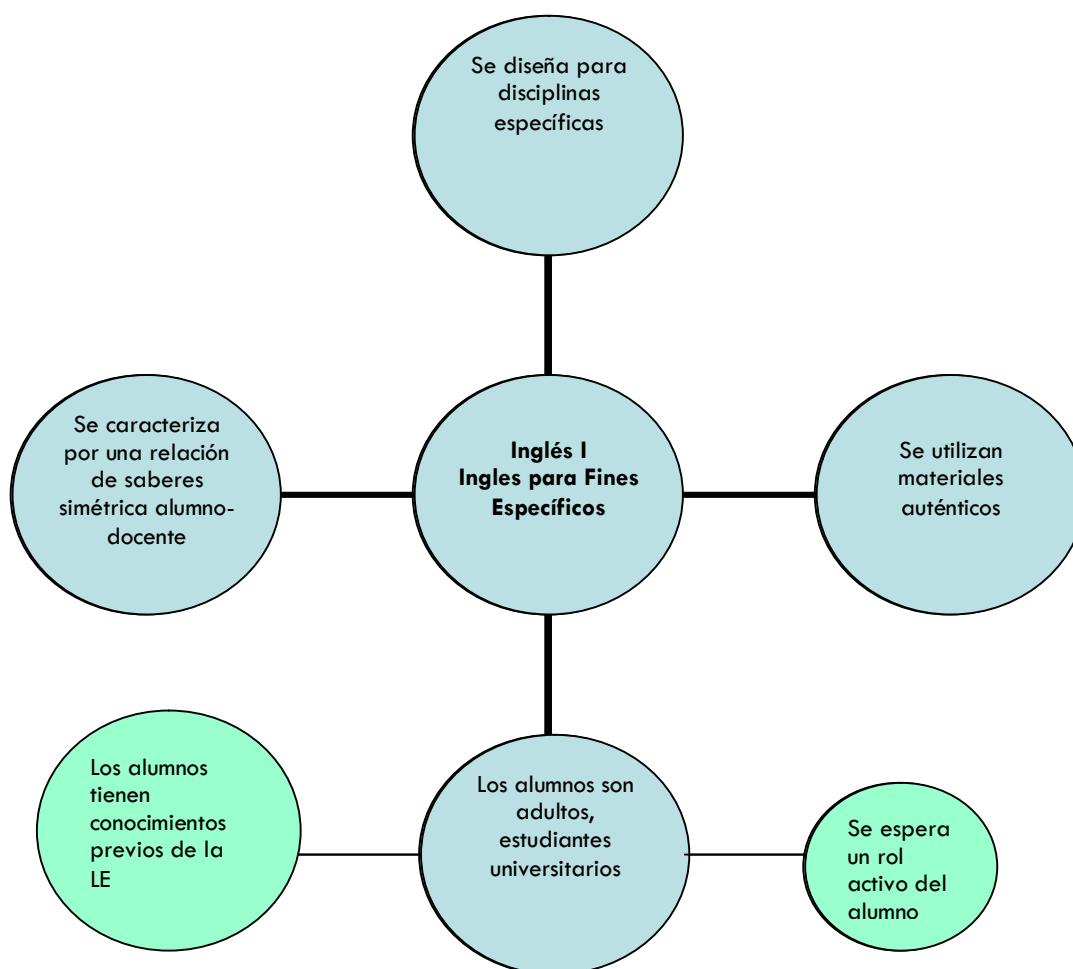 Se diseña para
disciplinas
específicas
Se caracteriza
por una relación
de saberes
simétrica alumno-
docente
Inglés I
Ingles para Fines
Específicos
Se utilizan
materiales
auténticos
Los alumnos
tienen
conocimientos
previos de la
LE
Los alumnos son
adultos,
estudiantes
universitarios
Se espera
un rol
activo del
alumno